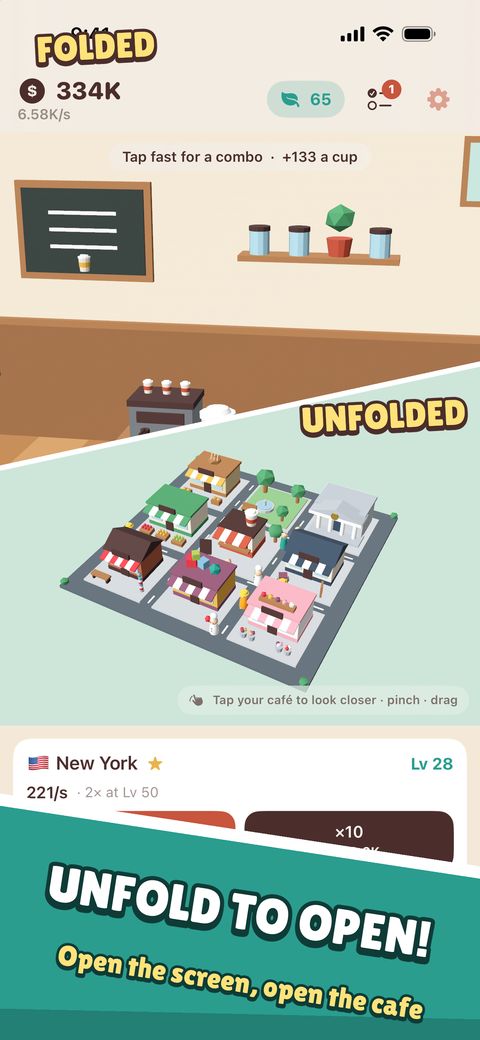 FOLDED
$ 334K
65
1
6.58K/s
Tap fast for a combo · +133 a cup
UNFOLDED
Tap your café to look closer · pinch · drag
New York
Lv 28
221/s · 2× at Lv 50
×10
UNFOLD TO OPEN!
Open the screen, open the cafe